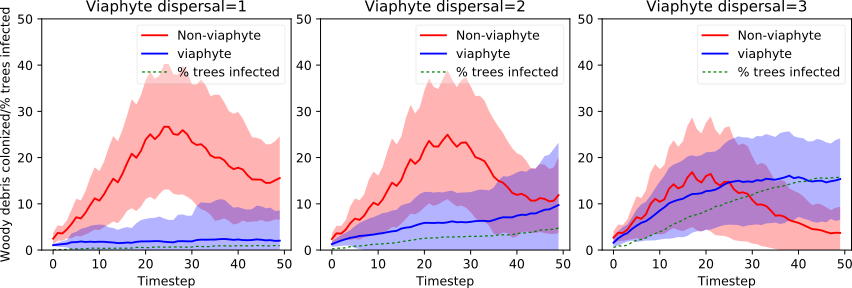 Viaphyte dispersal=1
Viaphyte dispersal=2
Viaphyte dispersal=3
Woody debris colonized/% trees infected
50
40
30
20
10
0
Non-viaphyte
viaphyte
% trees infected
0 10 20 30 40 50
Timestep
50
40
30
20
10
0
Non-viaphyte
viaphyte
% trees infected
0 10 20 30 40 50
Timestep
50
40
30
20
10
0
Non-viaphyte
viaphyte
% trees infected
0 10 20 30 40 50
Timestep